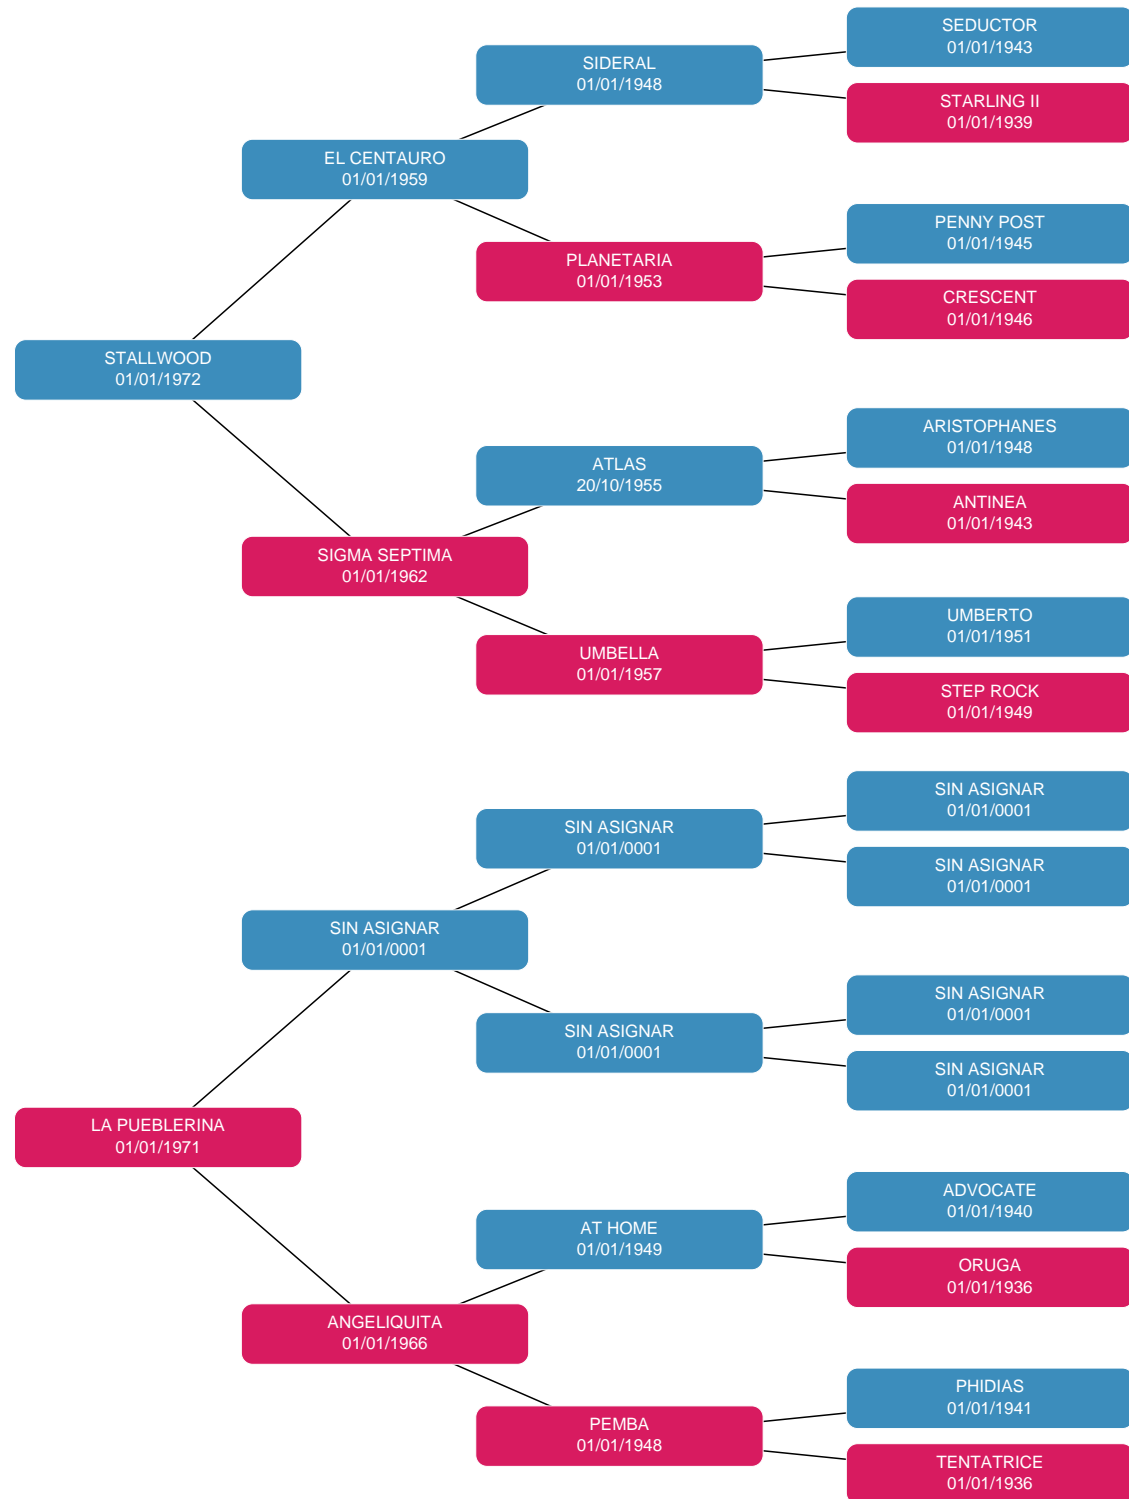 SEDUCTOR
01/01/1943
SIDERAL
01/01/1948
STARLING II
01/01/1939
EL CENTAURO
01/01/1959
PENNY POST
01/01/1945
PLANETARIA
01/01/1953
CRESCENT
01/01/1946
STALLWOOD
01/01/1972
ARISTOPHANES
01/01/1948
ATLAS
20/10/1955
ANTINEA
01/01/1943
SIGMA SEPTIMA
01/01/1962
UMBERTO
01/01/1951
UMBELLA
01/01/1957
STEP ROCK
01/01/1949
SIN ASIGNAR
01/01/0001
SIN ASIGNAR
01/01/0001
SIN ASIGNAR
01/01/0001
SIN ASIGNAR
01/01/0001
SIN ASIGNAR
01/01/0001
SIN ASIGNAR
01/01/0001
SIN ASIGNAR
01/01/0001
LA PUEBLERINA
01/01/1971
ADVOCATE
01/01/1940
AT HOME
01/01/1949
ORUGA
01/01/1936
ANGELIQUITA
01/01/1966
PHIDIAS
01/01/1941
PEMBA
01/01/1948
TENTATRICE
01/01/1936